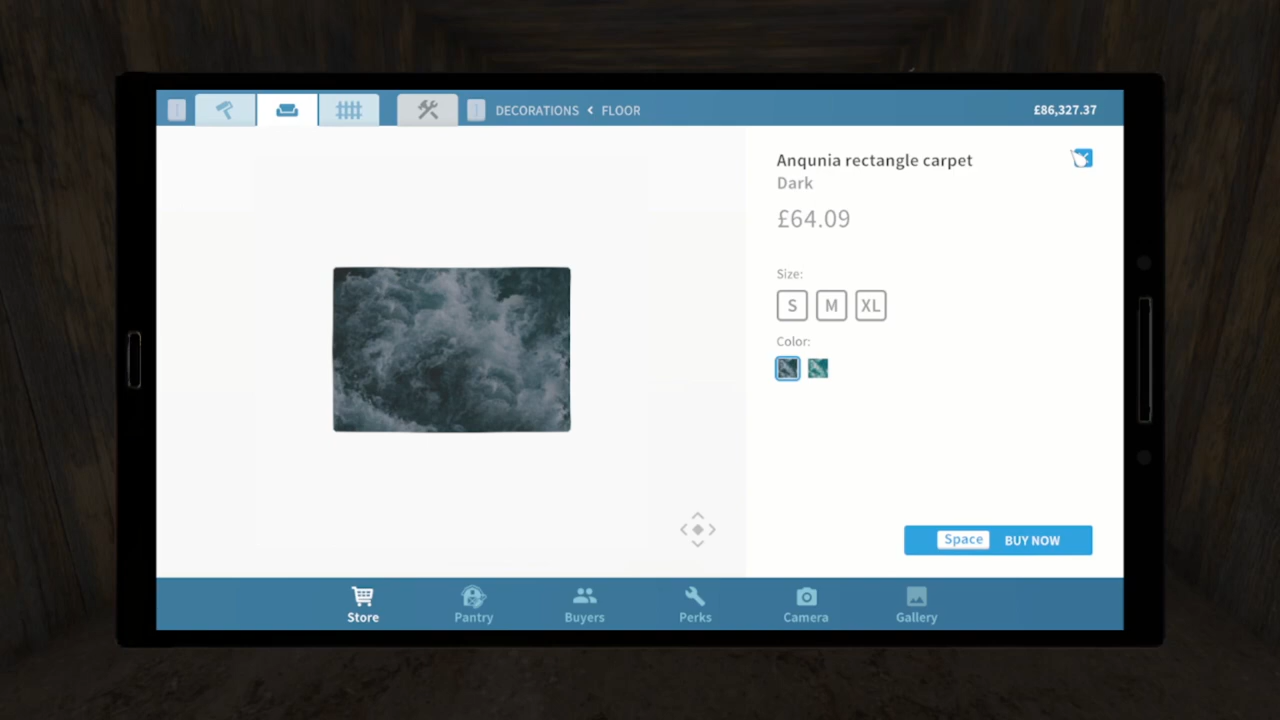 DECORATIONS < FLOOR
£86,327.37
Anqunia rectangle carpet
Dark
£64.09
Size:
S M XL
Color:
Space BUY NOW
Store Pantry Buyers Perks Camera Gallery